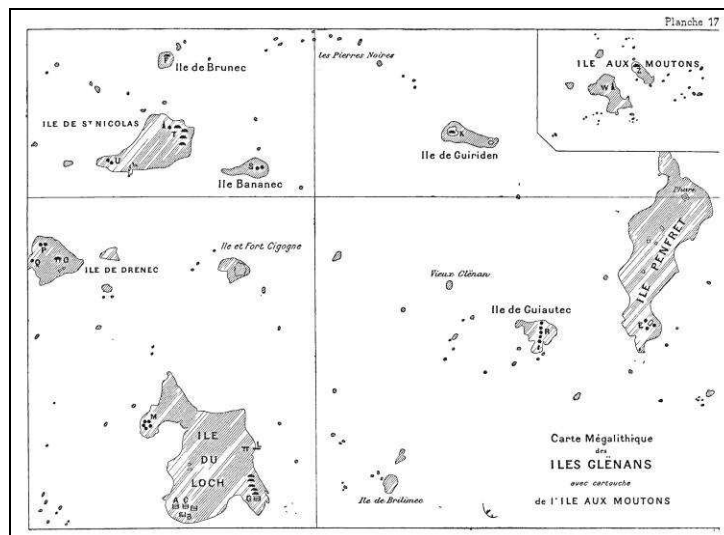 Planche 17
les Pierres Noires
ILE AUX MOUTONS
Z
W
F
Ile de Brunec
ILE DE St NICOLAS
T
U
S
Ile Bananec
K
Ile de Guiriden
Phare
ILE PENFRET
E
P
Q
O
ILE DE DRENEC
Ile et Fort Cigogne
Vieux Glénan
Ile de Guiautec
R
M
ILE
DU
LOCH
L
A C
B
G
Ile de Brilimec
Carte Mégalithique
des
ILES GLËNANS
avec cartouche
de l'ILE AUX MOUTONS